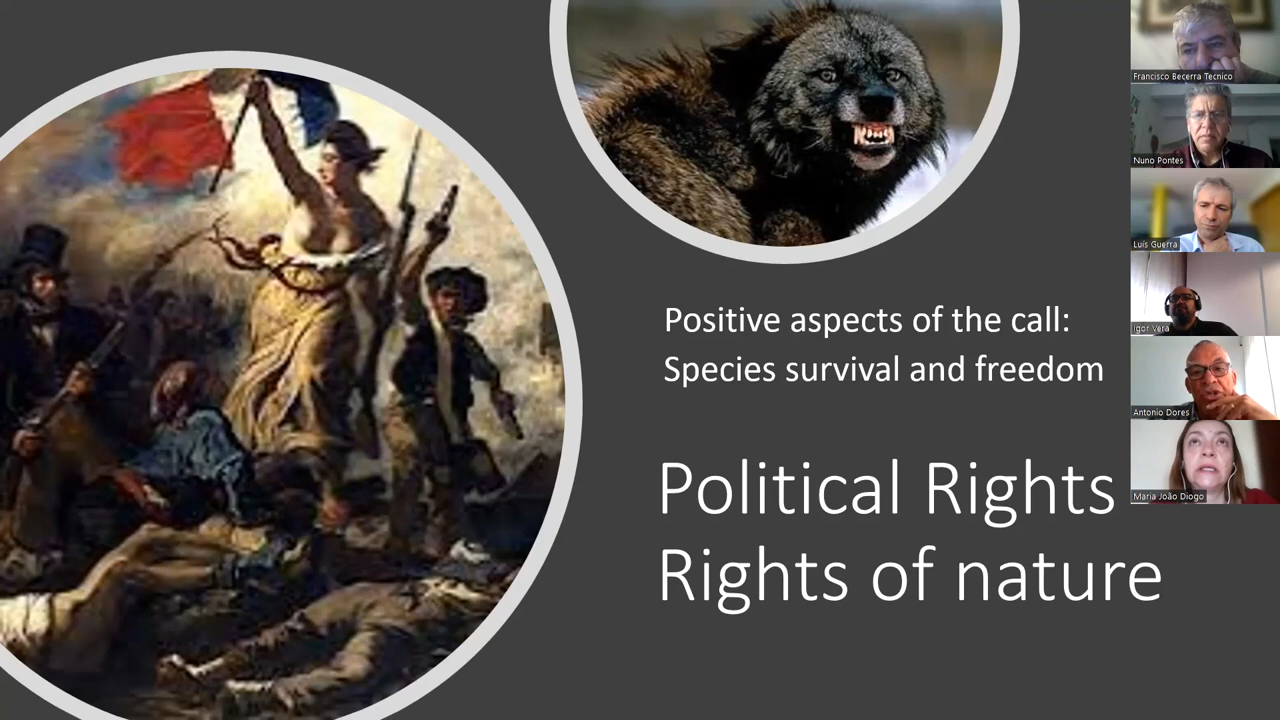 Positive aspects of the call:
Species survival and freedom
Political Rights
Rights of nature
Francisco Becerra Tecnico
Nuno Pontes
Luís Guerra
Igor Vera
Antonio Dores
Maria João Diogo